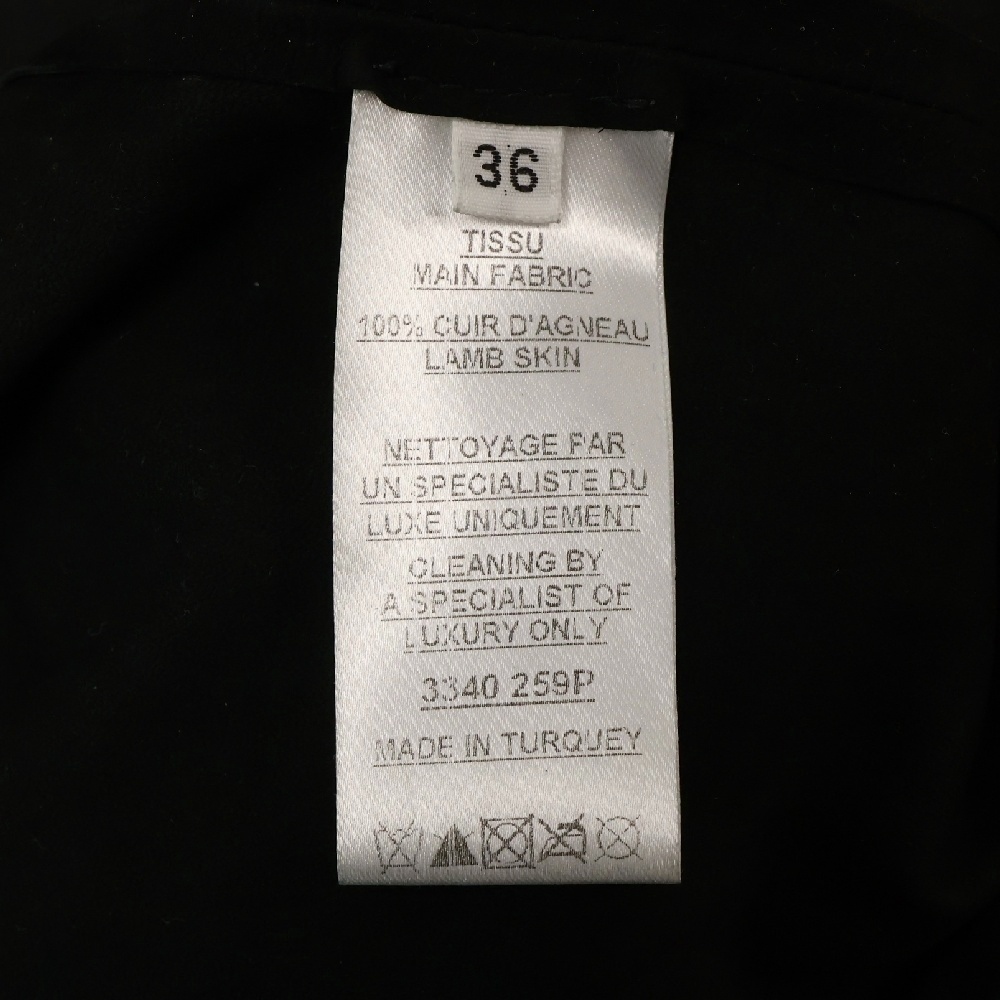 36
TISSU
MAIN FABRIC
100% CUIR D'AGNEAU
LAMB SKIN
NETTOYAGE PAR
UN SPECIALISTE DU
LUXE UNIQUEMENT
CLEANING BY
A SPECIALIST OF
LUXURY ONLY
3340 259P
MADE IN TURQUEY